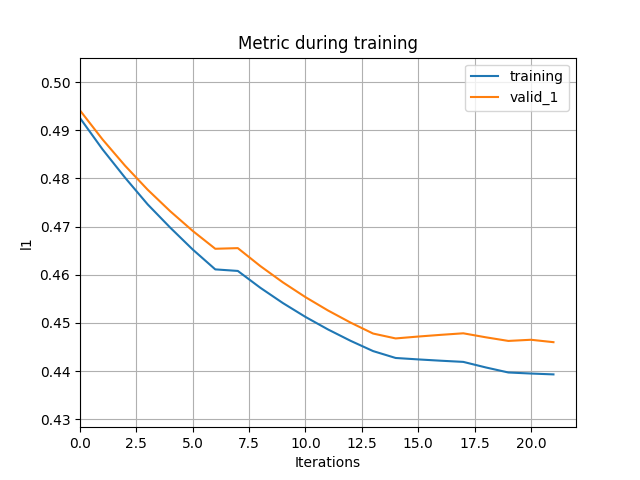 Metric during training
training
valid_1
0.50
0.49
0.48
0.47
0.46
0.45
0.44
0.43
l1
0.0 2.5 5.0 7.5 10.0 12.5 15.0 17.5 20.0
Iterations